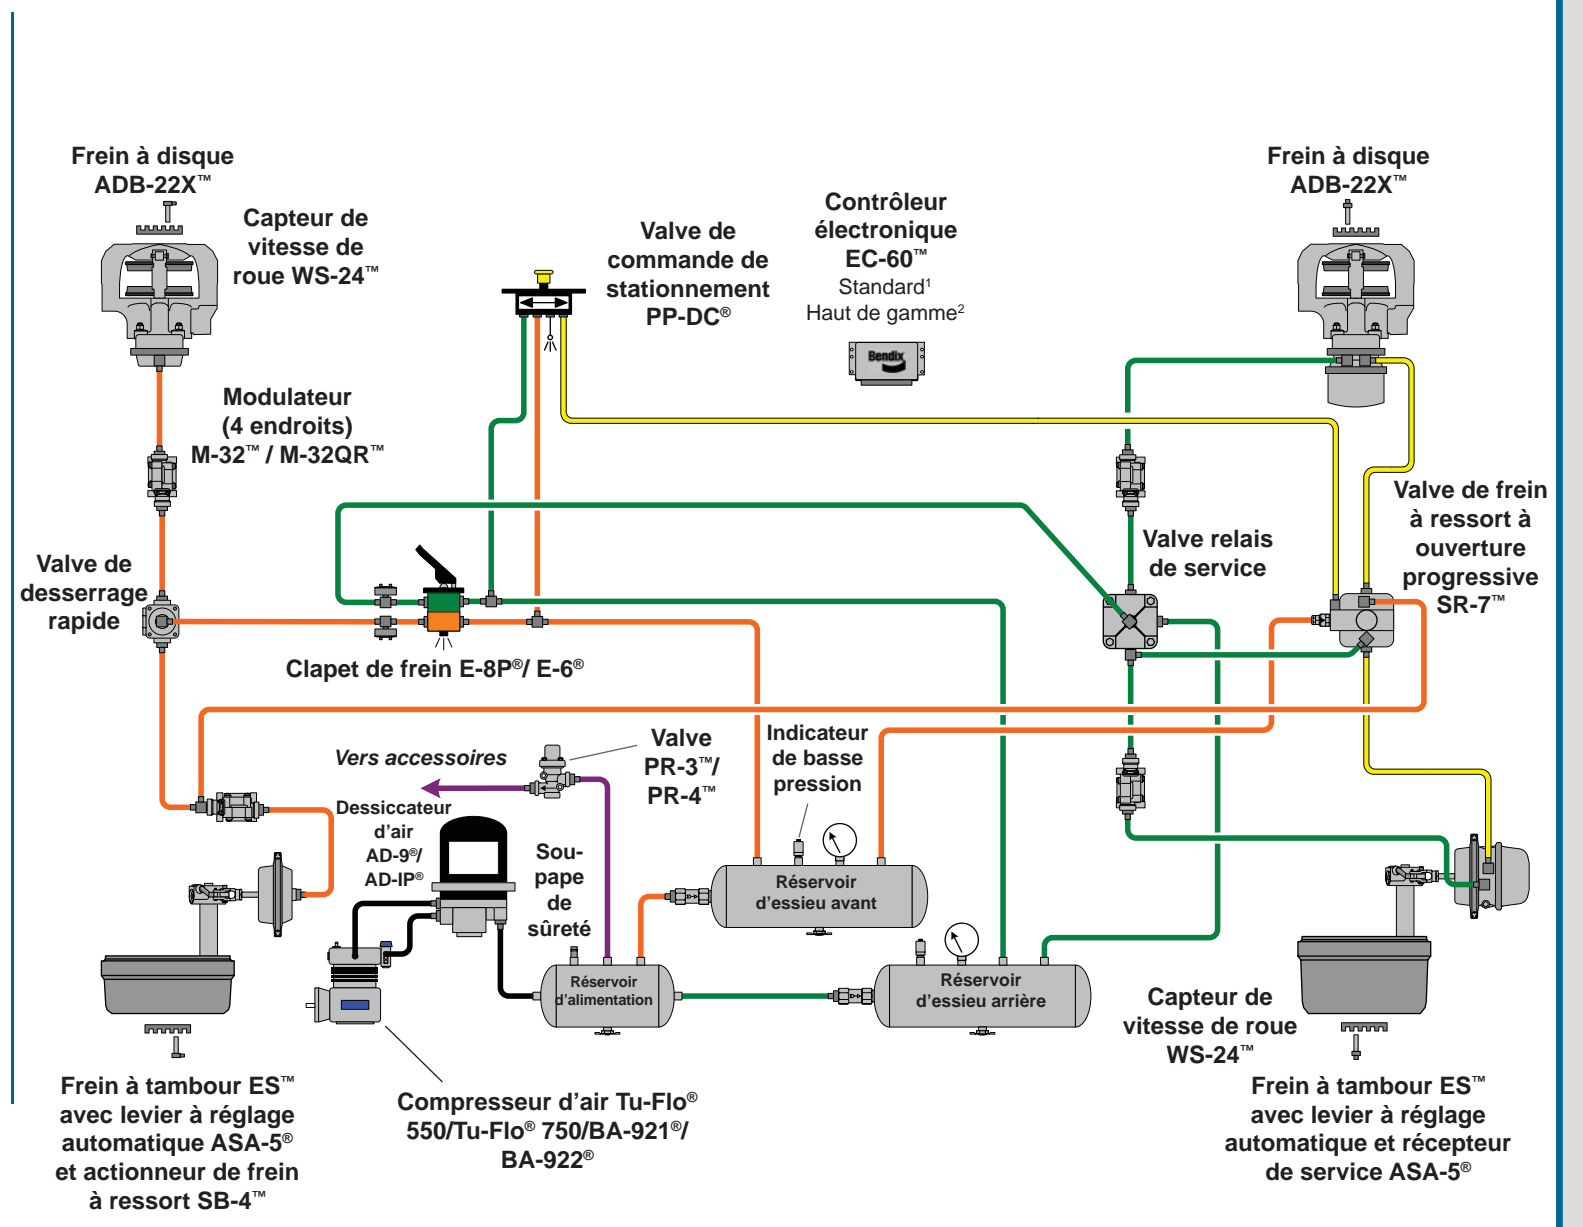 Frein à disque
ADB-22X™
Capteur de
vitesse de
roue WS-24™
Valve de
commande de
stationnement
PP-DC®
Contrôleur
électronique
EC-60™
Standard¹
Haut de gamme²
Bendix
Frein à disque
ADB-22X™
Modulateur
(4 endroits)
M-32™ / M-32QR™
Valve de
desserrage
rapide
Clapet de frein E-8P®/ E-6®
Valve relais
de service
Valve de frein
à ressort à
ouverture
progressive
SR-7™
Vers accessoires
Valve
PR-3™/
PR-4™
Indicateur
de basse
pression
Dessiccateur
d'air
AD-9®/
AD-IP®
Sou-
pape
de
sûreté
Réservoir
d'essieu avant
Réservoir
d'alimentation
Réservoir
d'essieu arrière
Capteur de
vitesse de roue
WS-24™
Frein à tambour ES™
avec levier à réglage
automatique ASA-5®
et actionneur de frein
à ressort SB-4™
Compresseur d'air Tu-Flo®
550/Tu-Flo® 750/BA-921®/
BA-922®
Frein à tambour ES™
avec levier à réglage
automatique et récepteur
de service ASA-5®